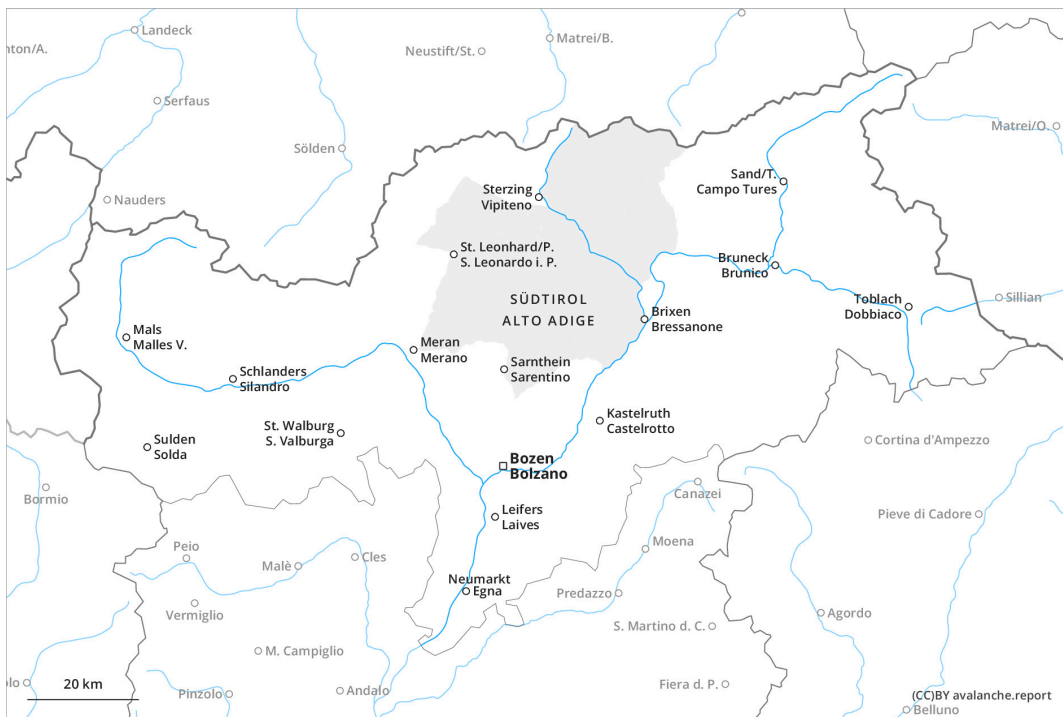 Landeck
nton/A.
Neustift/St.
Matrei/B.
Serfaus
Matrei/O.
Sölden
Sand/T.
Campo Tures
Sterzing
Vipiteno
Nauders
St. Leonhard/P.
S. Leonardo i. P.
Bruneck
Brunico
SÜDTIROL
ALTO ADIGE
Toblach
Dobbiaco
Sillian
Brixen
Bressanone
Mals
Malles V.
Meran
Merano
Sarnthein
Sarentino
Schlanders
Silandro
Kastelruth
Castelrotto
St. Walburg
S. Valburga
Sulden
Solda
Cortina d'Ampezzo
Bozen
Bolzano
Bormio
Canazei
Leifers
Laives
Pieve di Cadore
Peio
Moena
Cles
Malè
Neumarkt
Egna
Predazzo
Vermiglio
Agordo
S. Martino d. C.
M. Campiglio
olo
20 km
Pinzolo
Andalo
Fiera d. P.
(CC)BY avalanche.report
Belluno